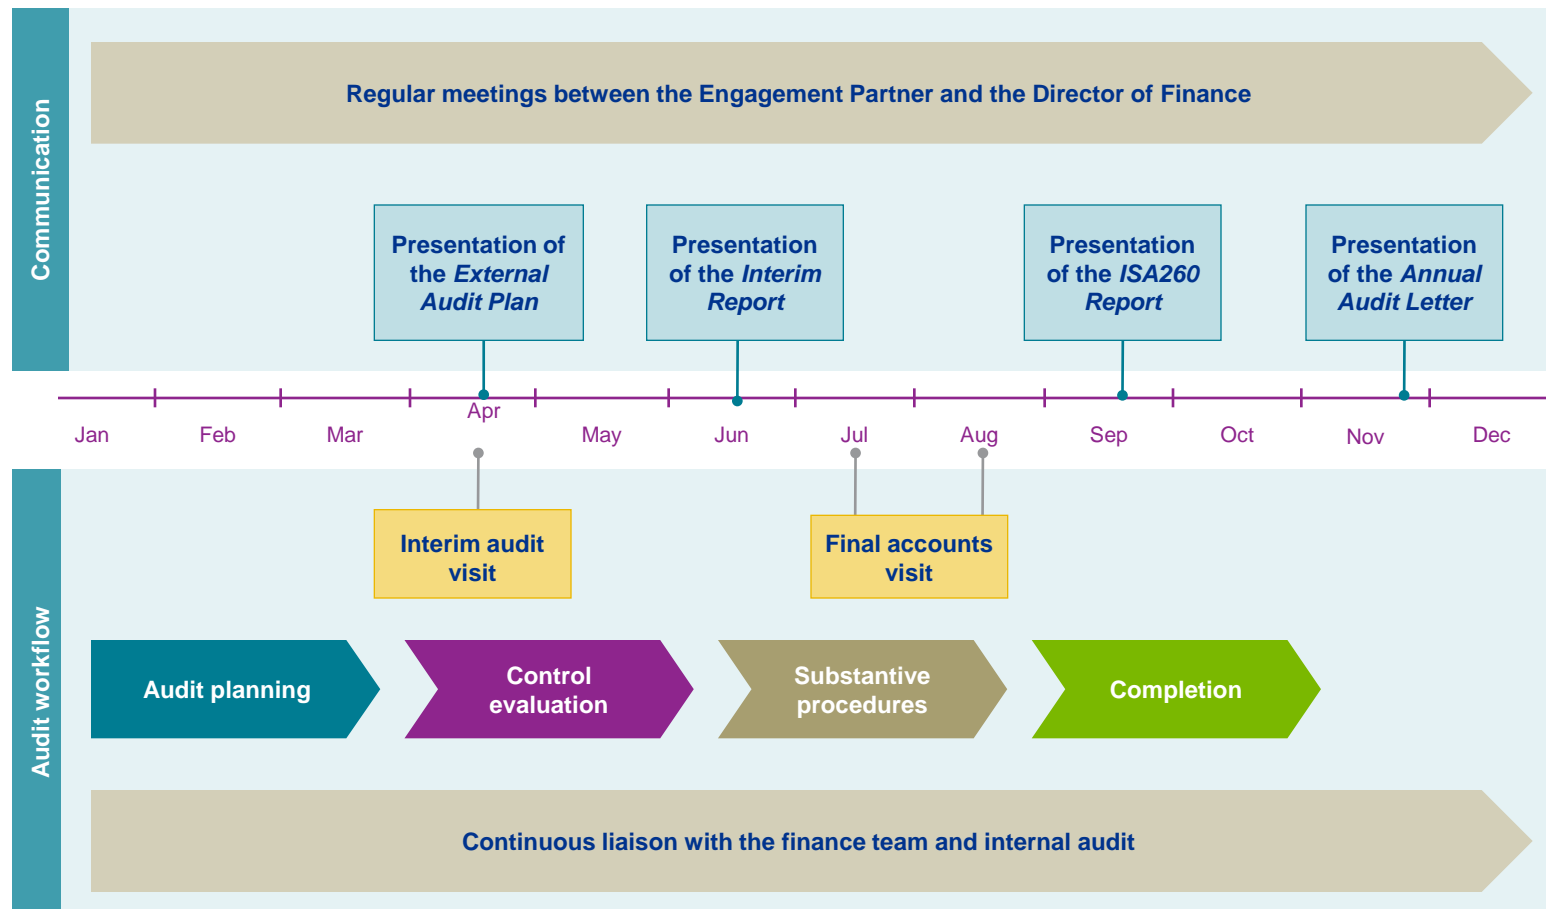 Communication
Regular meetings between the Engagement Partner and the Director of Finance
Presentation of
the External
Audit Plan
Presentation
of the Interim
Report
Presentation
of the ISA260
Report
Presentation
of the Annual
Audit Letter
Jan
Feb
Mar
Apr
May
Jun
Jul
Aug
Sep
Oct
Nov
Dec
Audit workflow
Interim audit
visit
Final accounts
visit
Audit planning
Control
evaluation
Substantive
procedures
Completion
Continuous liaison with the finance team and internal audit